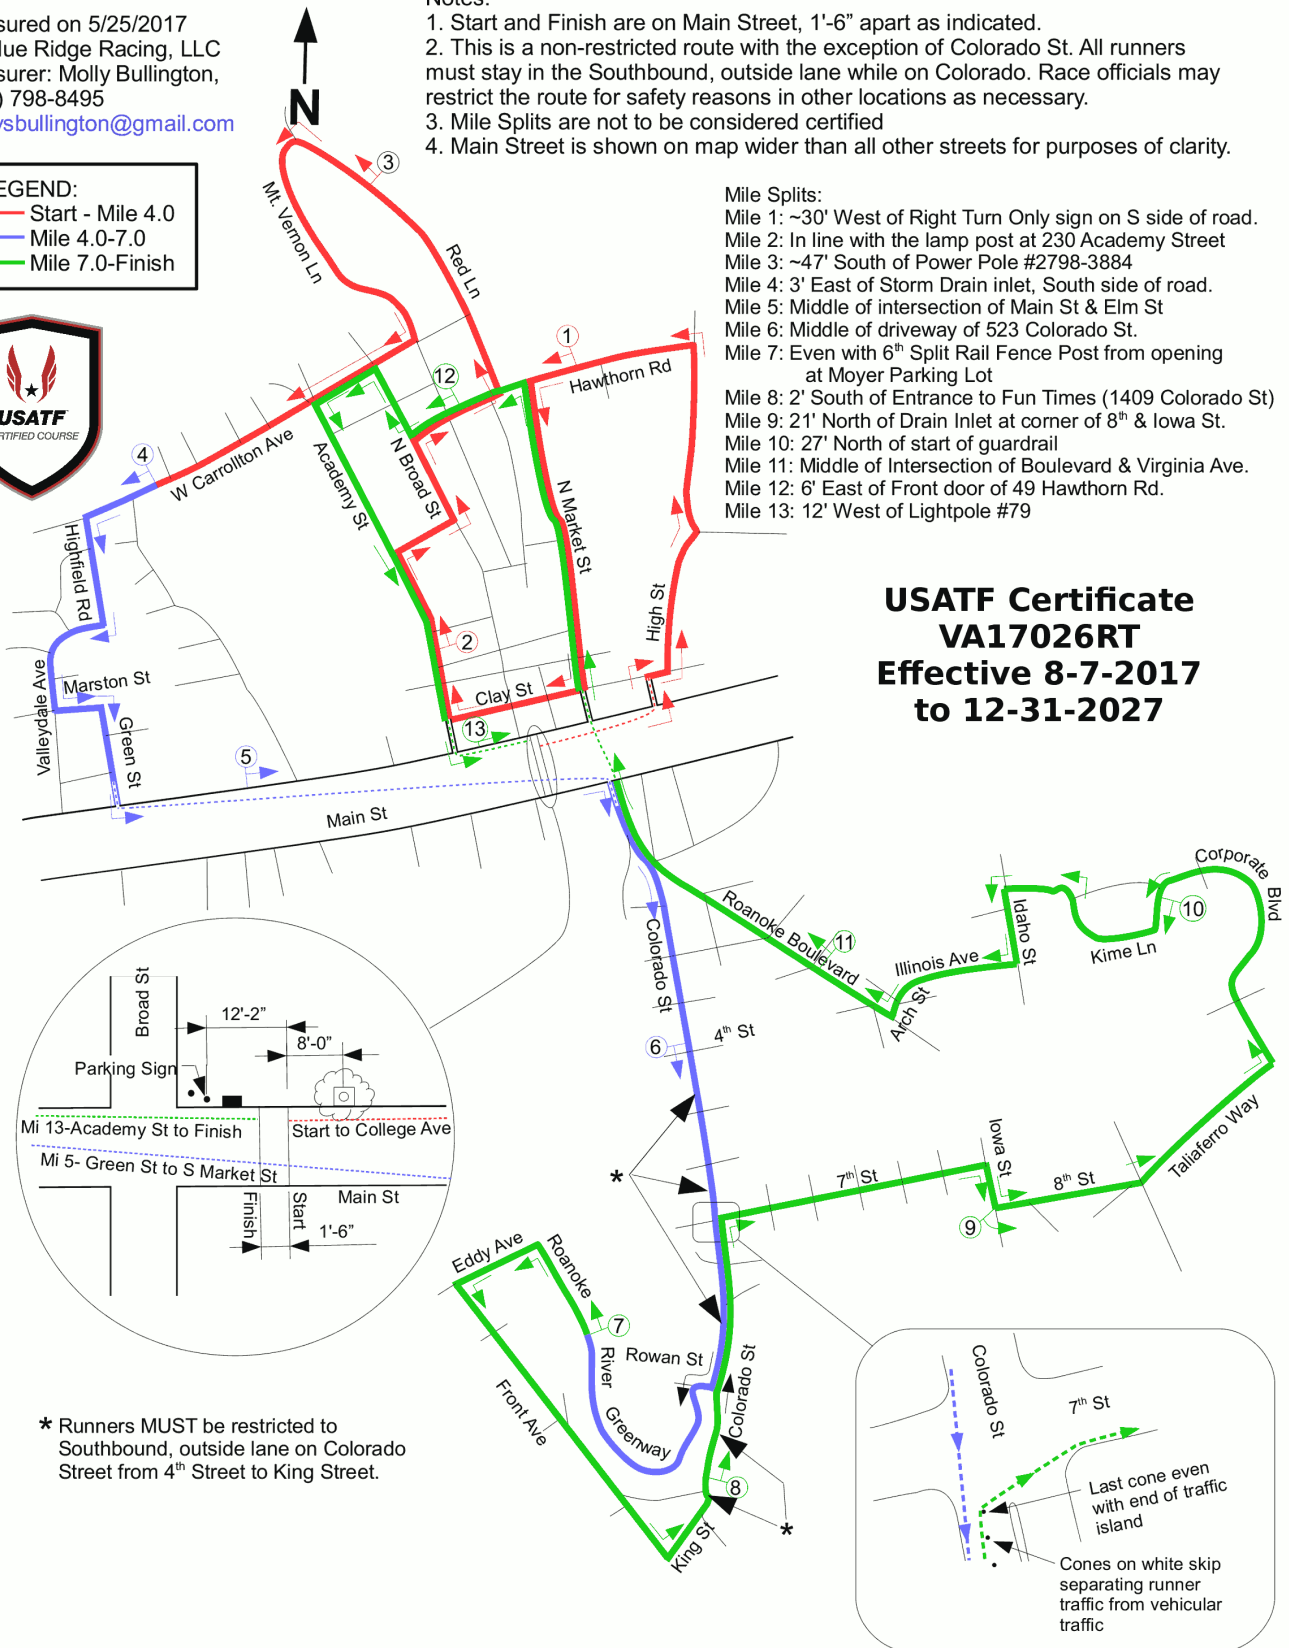 sured on 5/25/2017
lue Ridge Racing, LLC
surer: Molly Bullington,
) 798-8495
ysbullington@gmail.com
N
Notes:
1. Start and Finish are on Main Street, 1'-6” apart as indicated.
2. This is a non-restricted route with the exception of Colorado St. All runners
must stay in the Southbound, outside lane while on Colorado. Race officials may
restrict the route for safety reasons in other locations as necessary.
3. Mile Splits are not to be considered certified
4. Main Street is shown on map wider than all other streets for purposes of clarity.
EGEND:
Start - Mile 4.0
Mile 4.0-7.0
Mile 7.0-Finish
USATF
RTIFIED COURSE
Mile Splits:
Mile 1: ~30' West of Right Turn Only sign on S side of road.
Mile 2: In line with the lamp post at 230 Academy Street
Mile 3: ~47' South of Power Pole #2798-3884
Mile 4: 3' East of Storm Drain inlet, South side of road.
Mile 5: Middle of intersection of Main St & Elm St
Mile 6: Middle of driveway of 523 Colorado St.
Mile 7: Even with 6th Split Rail Fence Post from opening
at Moyer Parking Lot
Mile 8: 2' South of Entrance to Fun Times (1409 Colorado St)
Mile 9: 21' North of Drain Inlet at corner of 8th & Iowa St.
Mile 10: 27' North of start of guardrail
Mile 11: Middle of Intersection of Boulevard & Virginia Ave.
Mile 12: 6' East of Front door of 49 Hawthorn Rd.
Mile 13: 12' West of Lightpole #79
USATF Certificate
VA17026RT
Effective 8-7-2017
to 12-31-2027
3
Mt. Vernon Ln
Red Ln
1
Hawthorn Rd
12
W Carrollton Ave
4
Academy St
N Broad St
N Market St
High St
Highfield Rd
2
Marston St
Valleydale Ave
Green St
Clay St
13
5
Main St
Roanoke Boulevard
11
Colorado St
Illinois Ave
Arch St
Idaho St
Kime Ln
10
Corporate Blvd
6
4th St
Taliaferro Way
Iowa St
8th St
7th St
9
*
Eddy Ave
Roanoke
River
Greenway
7
Rowan St
Colorado St
Front Ave
8
King St
*
Broad St
12'-2”
8'-0”
Parking Sign
Mi 13-Academy St to Finish
Start to College Ave
Mi 5- Green St to S Market St
Main St
Finish
Start
1'-6”
* Runners MUST be restricted to
Southbound, outside lane on Colorado
Street from 4th Street to King Street.
Colorado St
7th St
Last cone even
with end of traffic
island
Cones on white skip
separating runner
traffic from vehicular
traffic